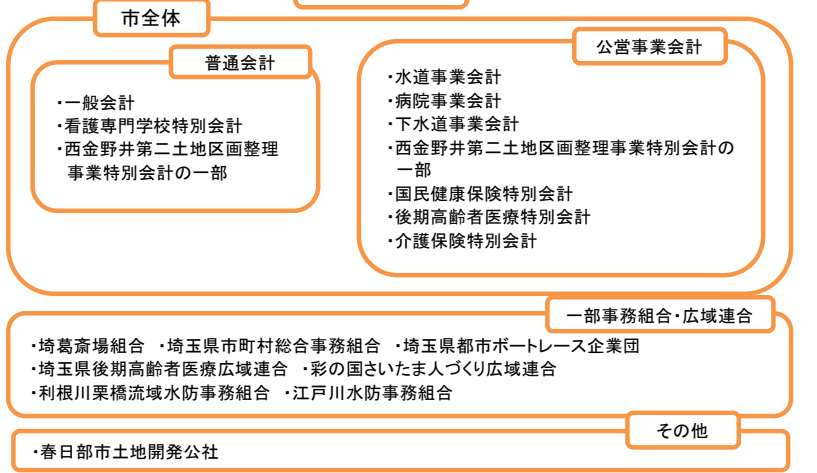 市全体
普通会計
・一般会計
・看護専門学校特別会計
・西金野井第二土地区画整理
事業特別会計の一部
公営事業会計
・水道事業会計
・病院事業会計
・下水道事業会計
・西金野井第二土地区画整理事業特別会計の
一部
・国民健康保険特別会計
・後期高齢者医療特別会計
・介護保険特別会計
一部事務組合・広域連合
・埼葛斎場組合 ・埼玉県市町村総合事務組合 ・埼玉県都市ボートレース企業団
・埼玉県後期高齢者医療広域連合 ・彩の国さいたま人づくり広域連合
・利根川栗橋流域水防事務組合 ・江戸川水防事務組合
その他
・春日部市土地開発公社